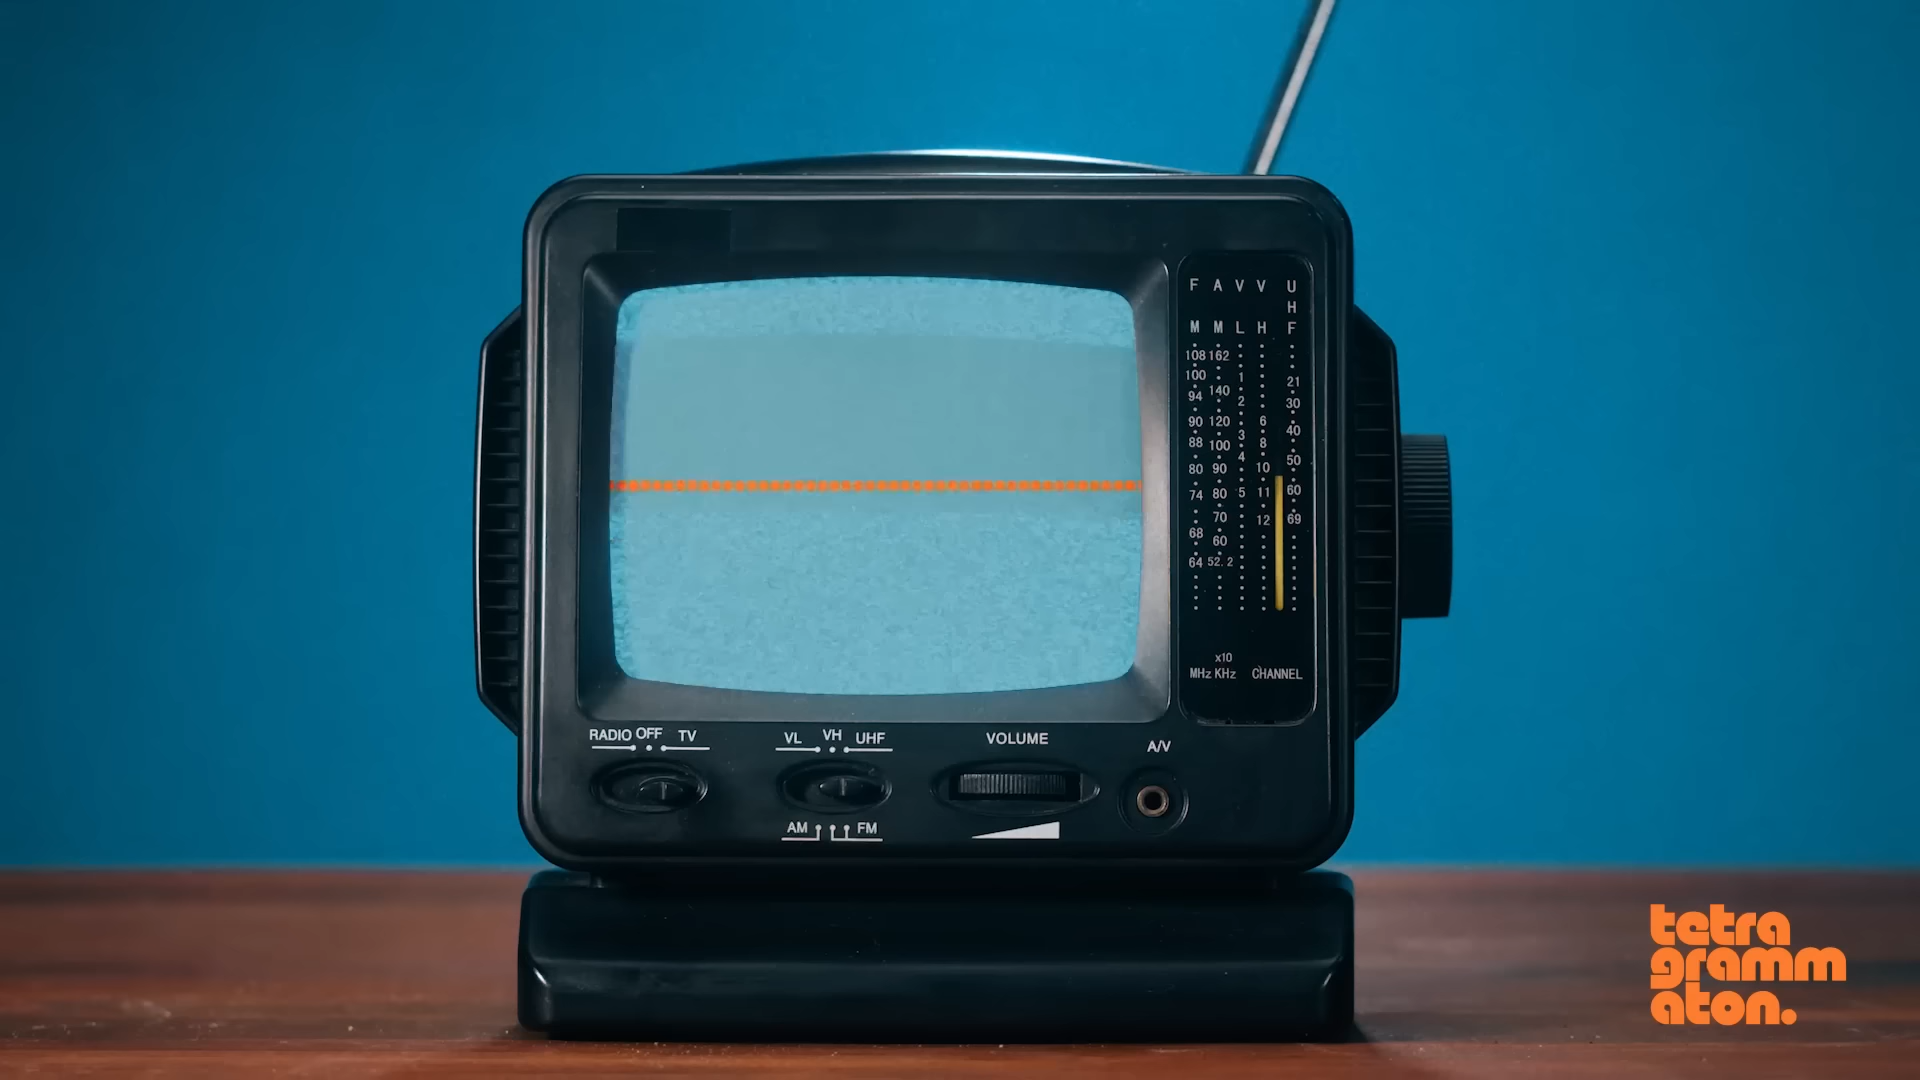 F A V V U
H
M M L H F
108 162
100 1
94 140 21
2 30
90 120 6 40
88 100 3 8
4 50
80 90 10
74 80 5 11 60
70 12 69
68 60
64 52.2
x10
MHz KHz CHANNEL
RADIO OFF TV
VL VH UHF
VOLUME
A/V
AM FM
tetra
gramm
aton.